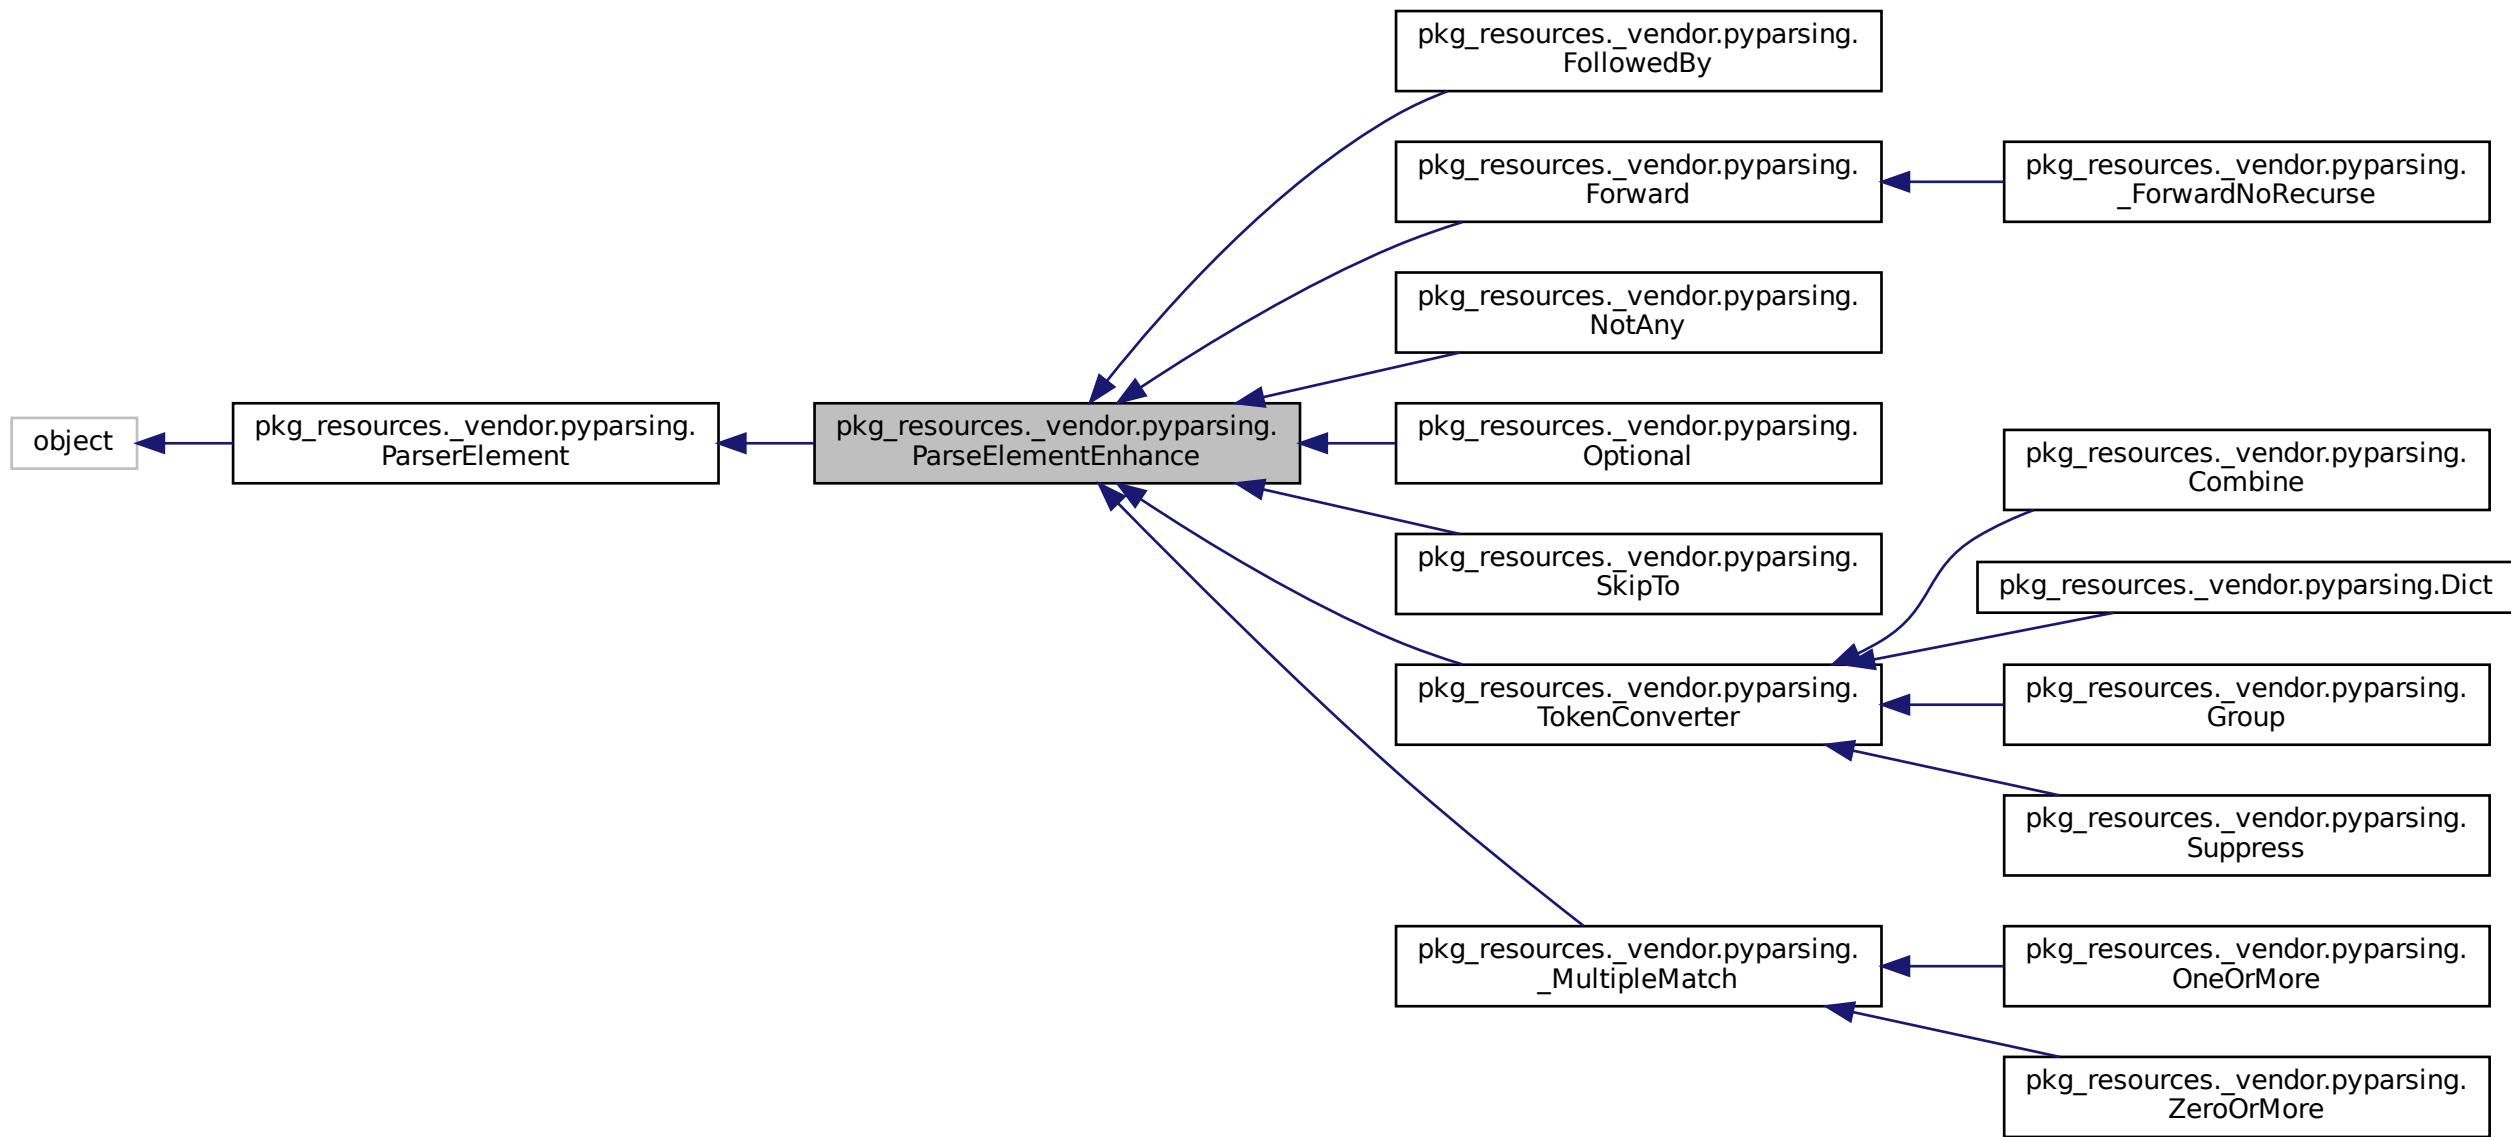 object
pkg_resources._vendor.pyparsing.
ParserElement
pkg_resources._vendor.pyparsing.
ParseElementEnhance
pkg_resources._vendor.pyparsing.
FollowedBy
pkg_resources._vendor.pyparsing.
Forward
pkg_resources._vendor.pyparsing.
_ForwardNoRecurse
pkg_resources._vendor.pyparsing.
NotAny
pkg_resources._vendor.pyparsing.
Optional
pkg_resources._vendor.pyparsing.
SkipTo
pkg_resources._vendor.pyparsing.
TokenConverter
pkg_resources._vendor.pyparsing.
Combine
pkg_resources._vendor.pyparsing.Dict
pkg_resources._vendor.pyparsing.
Group
pkg_resources._vendor.pyparsing.
Suppress
pkg_resources._vendor.pyparsing.
_MultipleMatch
pkg_resources._vendor.pyparsing.
OneOrMore
pkg_resources._vendor.pyparsing.
ZeroOrMore